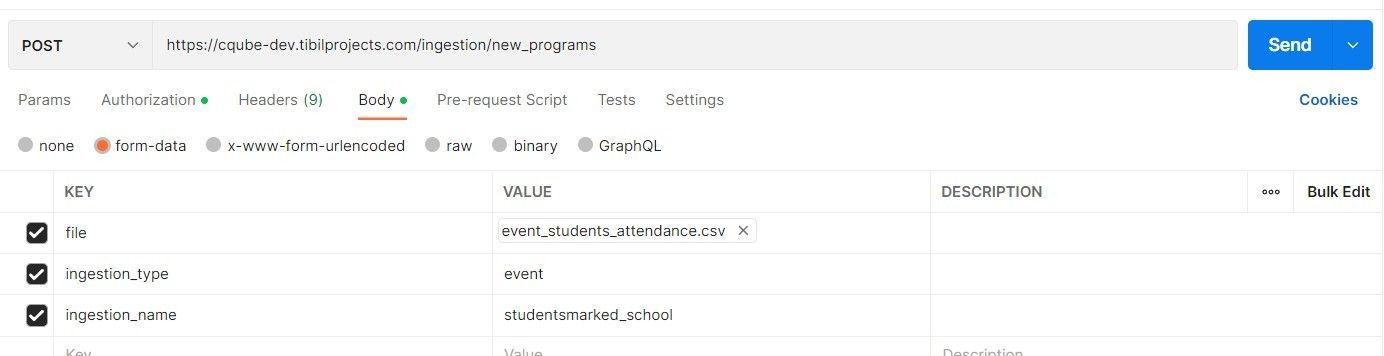 POST https://cqube-dev.tibilprojects.com/ingestion/new_programs Send
Params Authorization Headers (9) Body Pre-request Script Tests Settings Cookies
none form-data x-www-form-urlencoded raw binary GraphQL
KEY VALUE DESCRIPTION ooo Bulk Edit
file event_students_attendance.csv ×
ingestion_type event
ingestion_name studentsmarked_school
Key Value Description